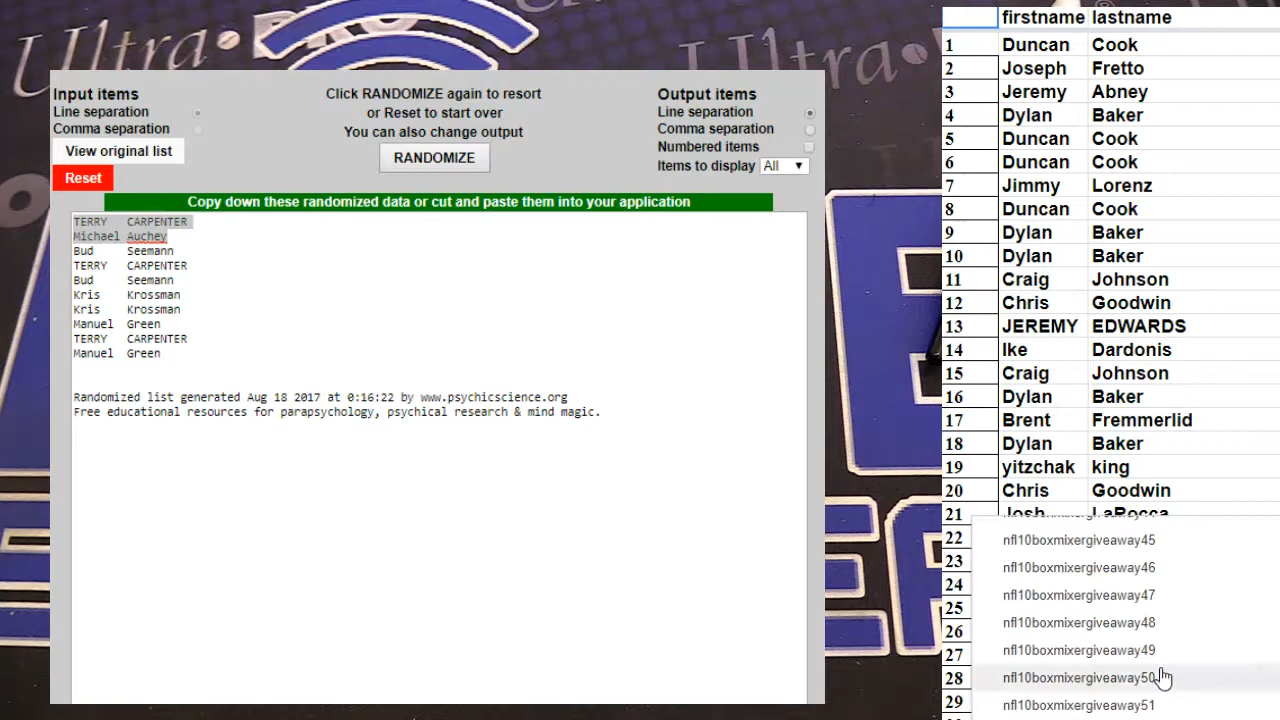 Ultra•PRO
Ultra•
Input items
Line separation
Comma separation
View original list
Reset
Click RANDOMIZE again to resort
or Reset to start over
You can also change output
RANDOMIZE
Output items
Line separation
Comma separation
Numbered items
Items to display All ▼
Copy down these randomized data or cut and paste them into your application
TERRY CARPENTER
Michael Auchey
Bud Seemann
TERRY CARPENTER
Bud Seemann
Kris Krossman
Kris Krossman
Manuel Green
TERRY CARPENTER
Manuel Green
Randomized list generated Aug 18 2017 at 0:16:22 by www.psychicscience.org
Free educational resources for parapsychology, psychical research & mind magic.
firstname lastname
1 Duncan Cook
2 Joseph Fretto
3 Jeremy Abney
4 Dylan Baker
5 Duncan Cook
6 Duncan Cook
7 Jimmy Lorenz
8 Duncan Cook
9 Dylan Baker
10 Dylan Baker
11 Craig Johnson
12 Chris Goodwin
13 JEREMY EDWARDS
14 Ike Dardonis
15 Craig Johnson
16 Dylan Baker
17 Brent Fremmerlid
18 Dylan Baker
19 yitzchak king
20 Chris Goodwin
21 Josh LaRocca
22 nfl10boxmixergiveaway45
23 nfl10boxmixergiveaway46
24 nfl10boxmixergiveaway47
25
26 nfl10boxmixergiveaway48
27 nfl10boxmixergiveaway49
28 nfl10boxmixergiveaway50
29 nfl10boxmixergiveaway51